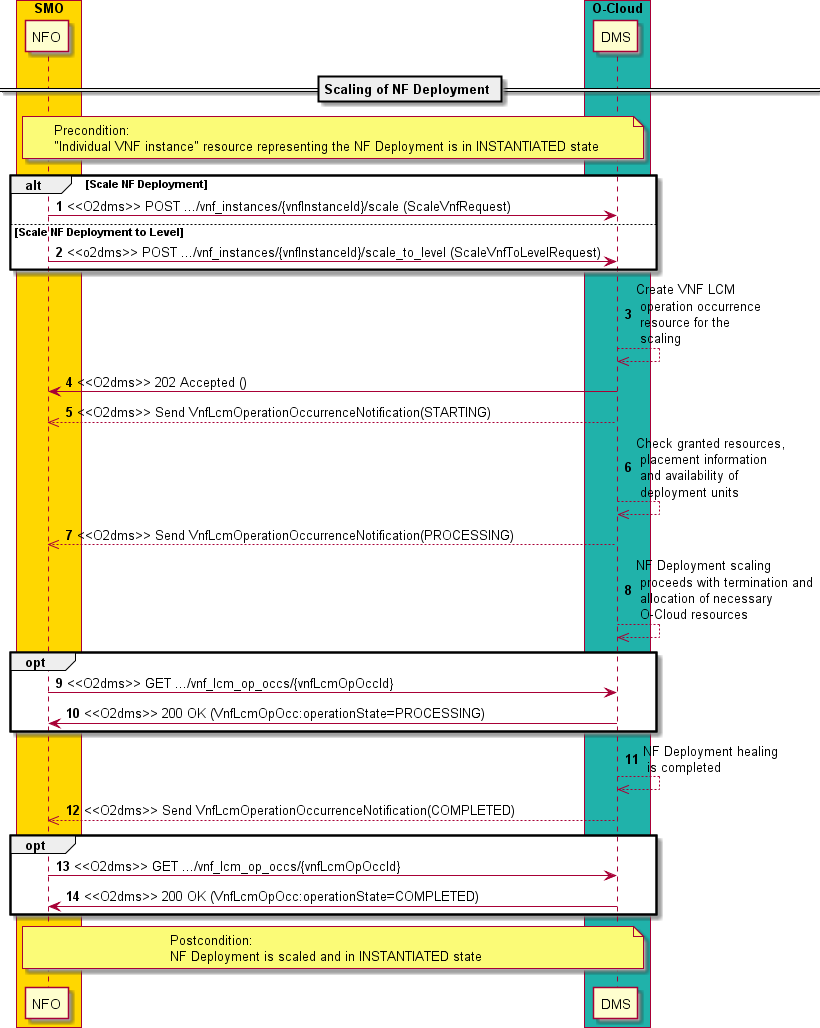 SMO
O-Cloud
NFO
DMS
Scaling of NF Deployment
Precondition:
"Individual VNF instance" resource representing the NF Deployment is in INSTANTIATED state
alt
[Scale NF Deployment]
1 <<O2dms>> POST .../vnf_instances/{vnfInstanceId}/scale (ScaleVnfRequest)
[Scale NF Deployment to Level]
2 <<o2dms>> POST .../vnf_instances/{vnfInstanceId}/scale_to_level (ScaleVnfToLevelRequest)
Create VNF LCM
operation occurrence
3 resource for the
scaling
4 <<O2dms>> 202 Accepted ()
5 <<O2dms>> Send VnfLcmOperationOccurrenceNotification(STARTING)
Check granted resources,
placement information
6 and availability of
deployment units
7 <<O2dms>> Send VnfLcmOperationOccurrenceNotification(PROCESSING)
NF Deployment scaling
proceeds with termination and
8 allocation of necessary
O-Cloud resources
opt
9 <<O2dms>> GET .../vnf_lcm_op_occs/{vnfLcmOpOccId}
10 <<O2dms>> 200 OK (VnfLcmOpOcc:operationState=PROCESSING)
11 NF Deployment healing
is completed
12 <<O2dms>> Send VnfLcmOperationOccurrenceNotification(COMPLETED)
opt
13 <<O2dms>> GET .../vnf_lcm_op_occs/{vnfLcmOpOccId}
14 <<O2dms>> 200 OK (VnfLcmOpOcc:operationState=COMPLETED)
Postcondition:
NF Deployment is scaled and in INSTANTIATED state
NFO
DMS